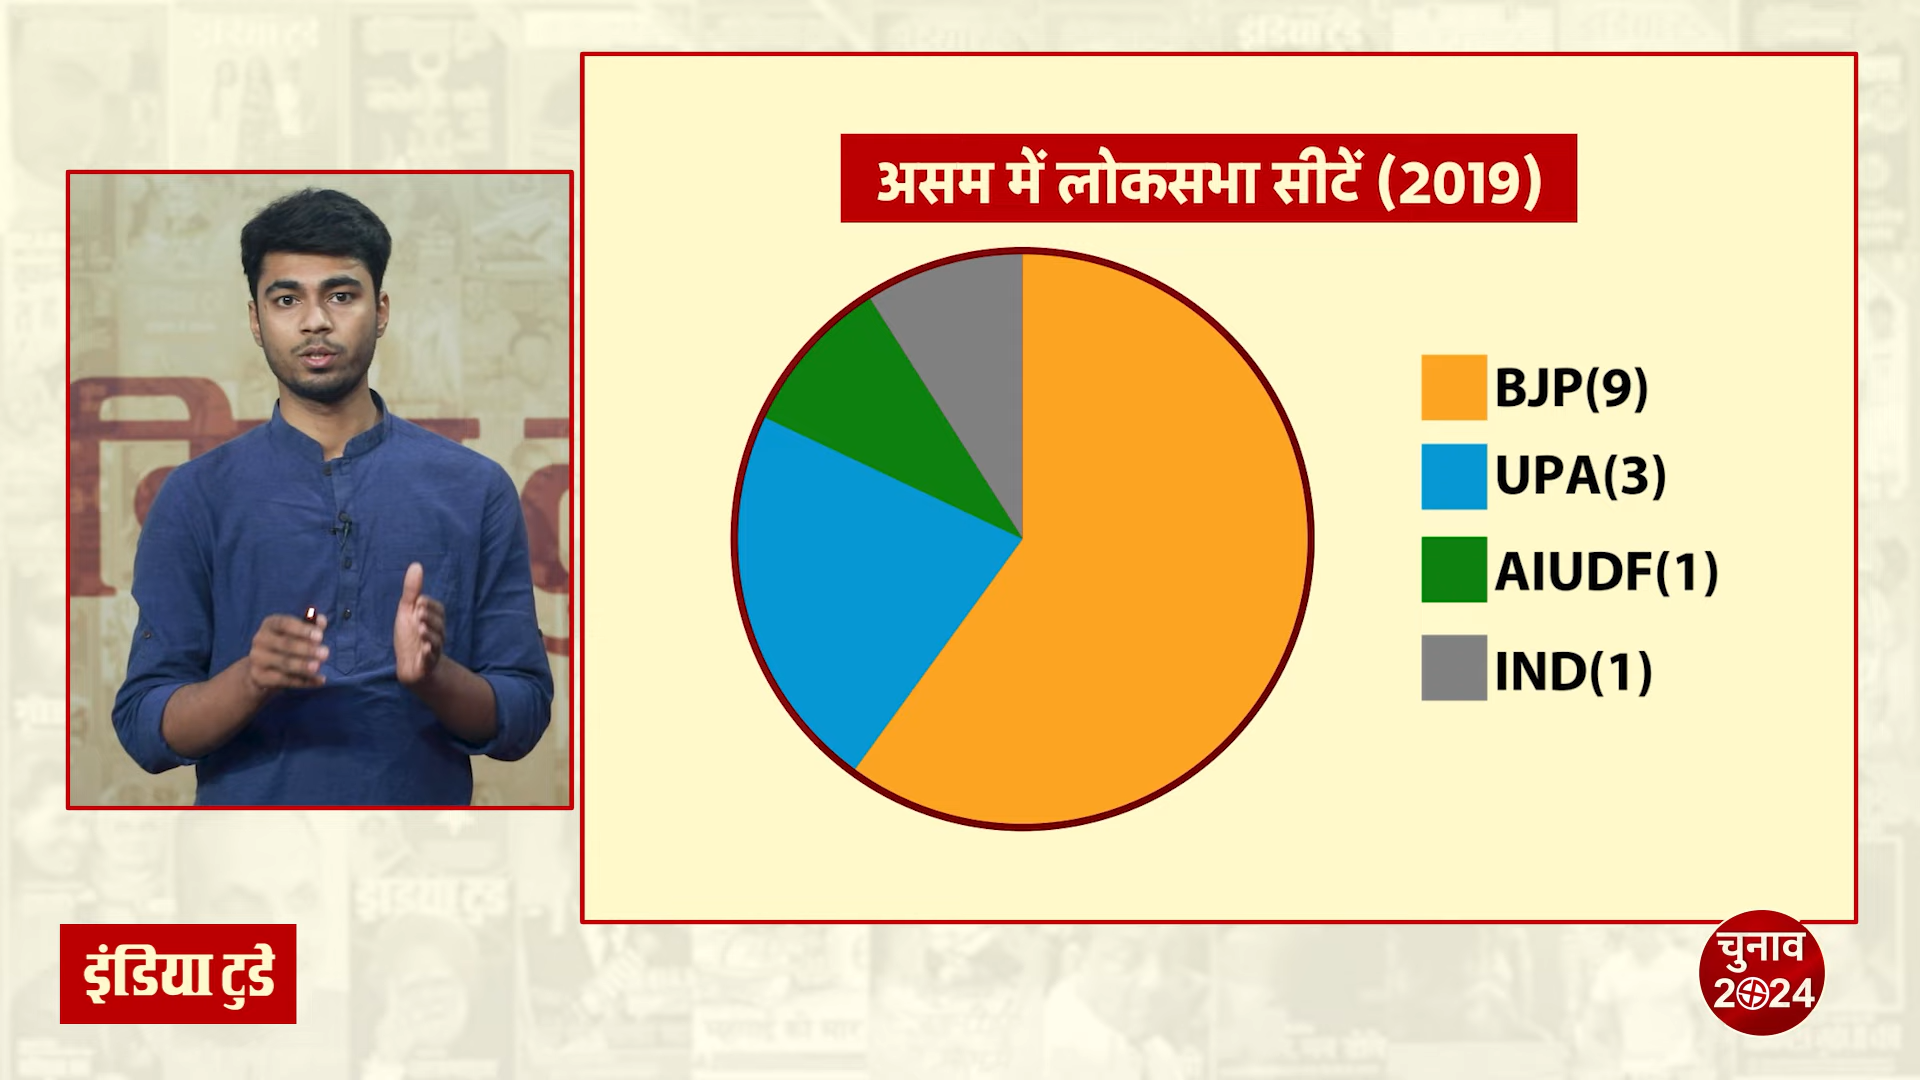 असम में लोकसभा सीटें (2019)
BJP(9)
UPA(3)
AIUDF(1)
IND(1)
इंडिया टुडे
चुनाव
2024